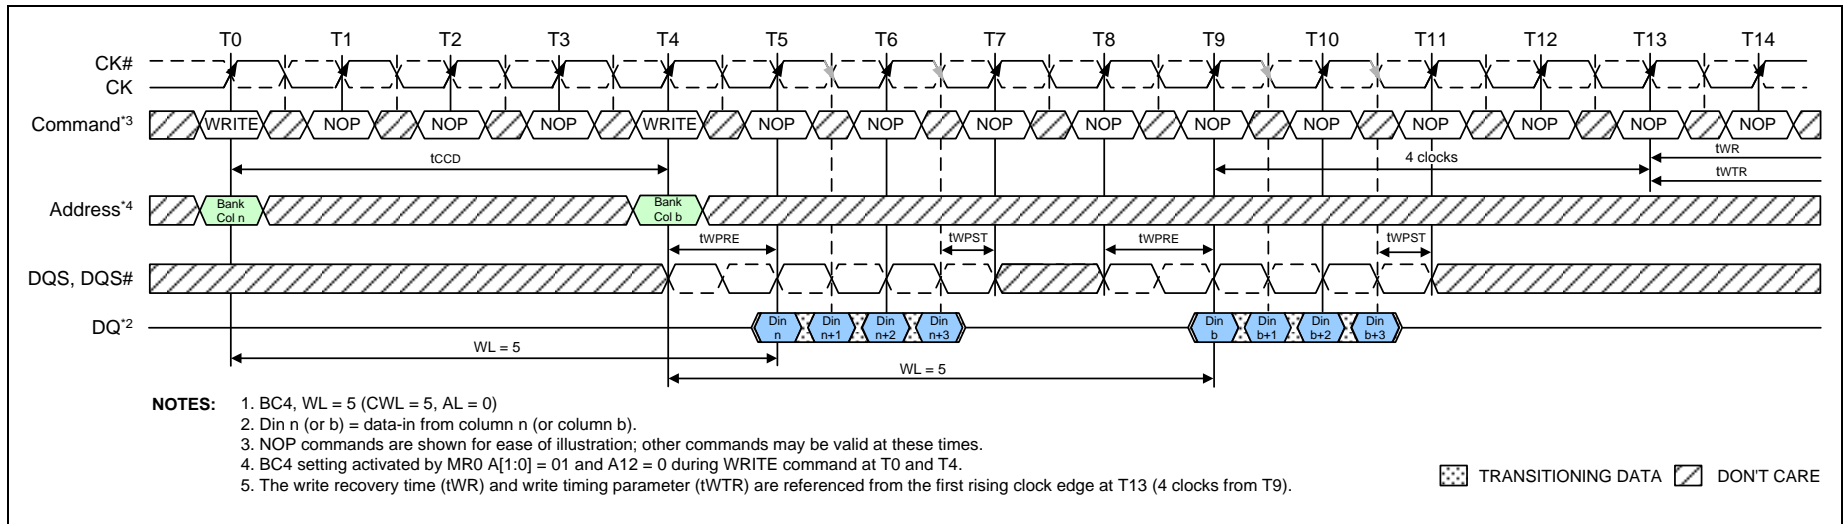 T0 T1 T2 T3 T4 T5 T6 T7 T8 T9 T10 T11 T12 T13 T14
CK#
CK
Command*3 WRITE NOP NOP NOP WRITE NOP NOP NOP NOP NOP NOP NOP NOP NOP NOP
tCCD 4 clocks tWR
tWTR
Address*4 Bank Col n Bank Col b
tWPRE tWPST tWPRE tWPST
DQS, DQS#
DQ*2 Din n Din n+1 Din n+2 Din n+3 Din b Din b+1 Din b+2 Din b+3
WL = 5
WL = 5
NOTES: 1. BC4, WL = 5 (CWL = 5, AL = 0)
2. Din n (or b) = data-in from column n (or column b).
3. NOP commands are shown for ease of illustration; other commands may be valid at these times.
4. BC4 setting activated by MR0 A[1:0] = 01 and A12 = 0 during WRITE command at T0 and T4.
5. The write recovery time (tWR) and write timing parameter (tWTR) are referenced from the first rising clock edge at T13 (4 clocks from T9).
TRANSITIONING DATA DON'T CARE